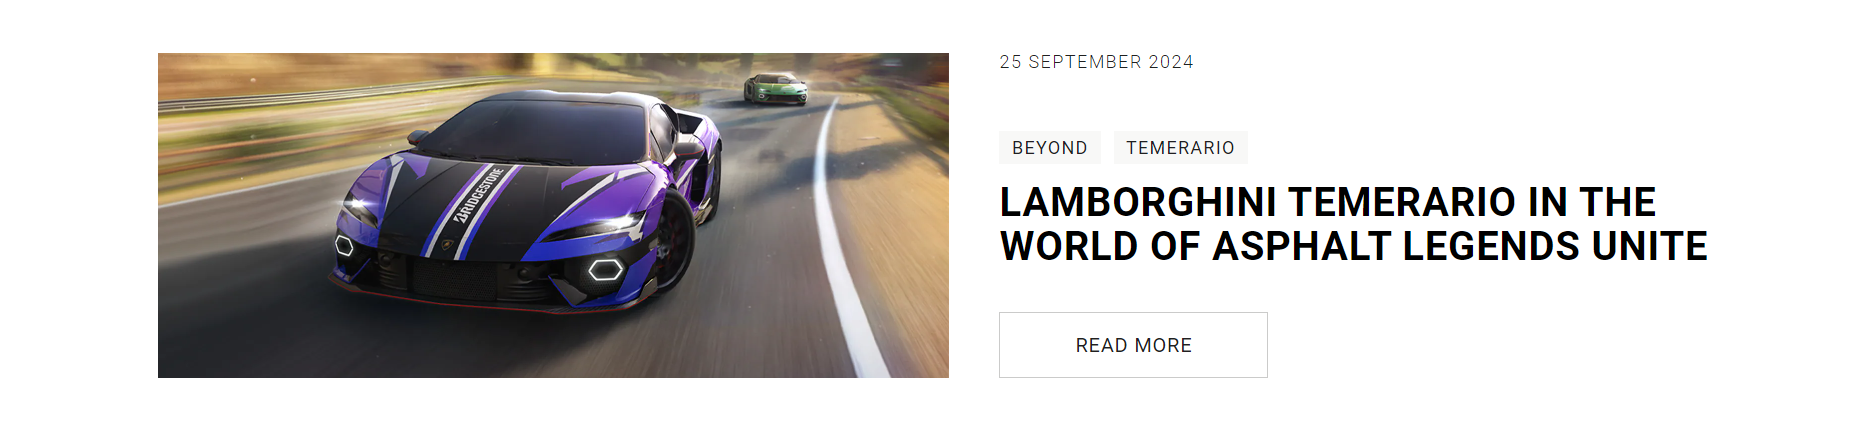 25 SEPTEMBER 2024
BEYOND TEMERARIO
LAMBORGHINI TEMERARIO IN THE
WORLD OF ASPHALT LEGENDS UNITE
READ MORE
BRIDGESTONE